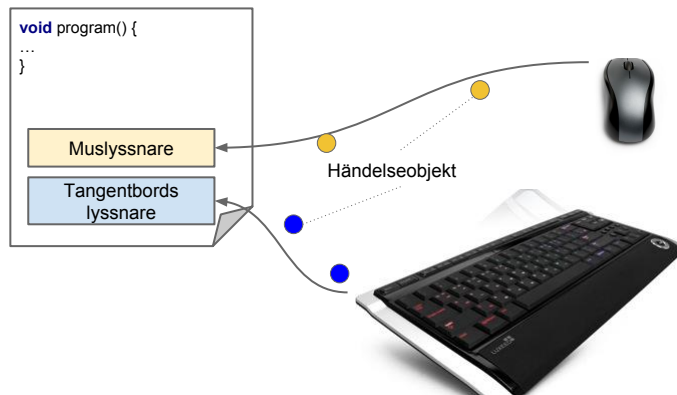 void program() {
…
}
Muslyssnare
Tangentbords
lyssnare
Händelseobjekt